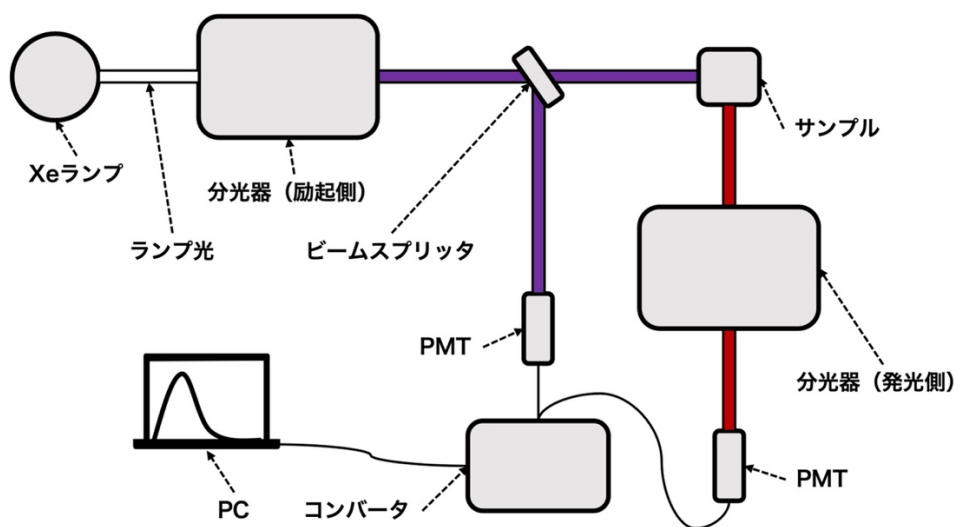 サンプル
Xeランプ
分光器（励起側）
ランプ光
ビームスプリッタ
PMT
分光器（発光側）
PMT
PC
コンバータ